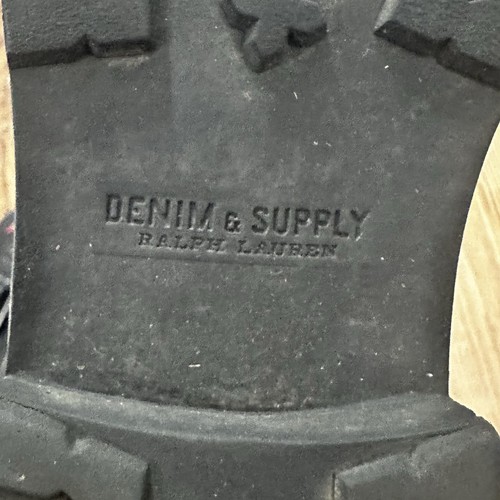 DENIM & SUPPLY
RALPH LAUREN